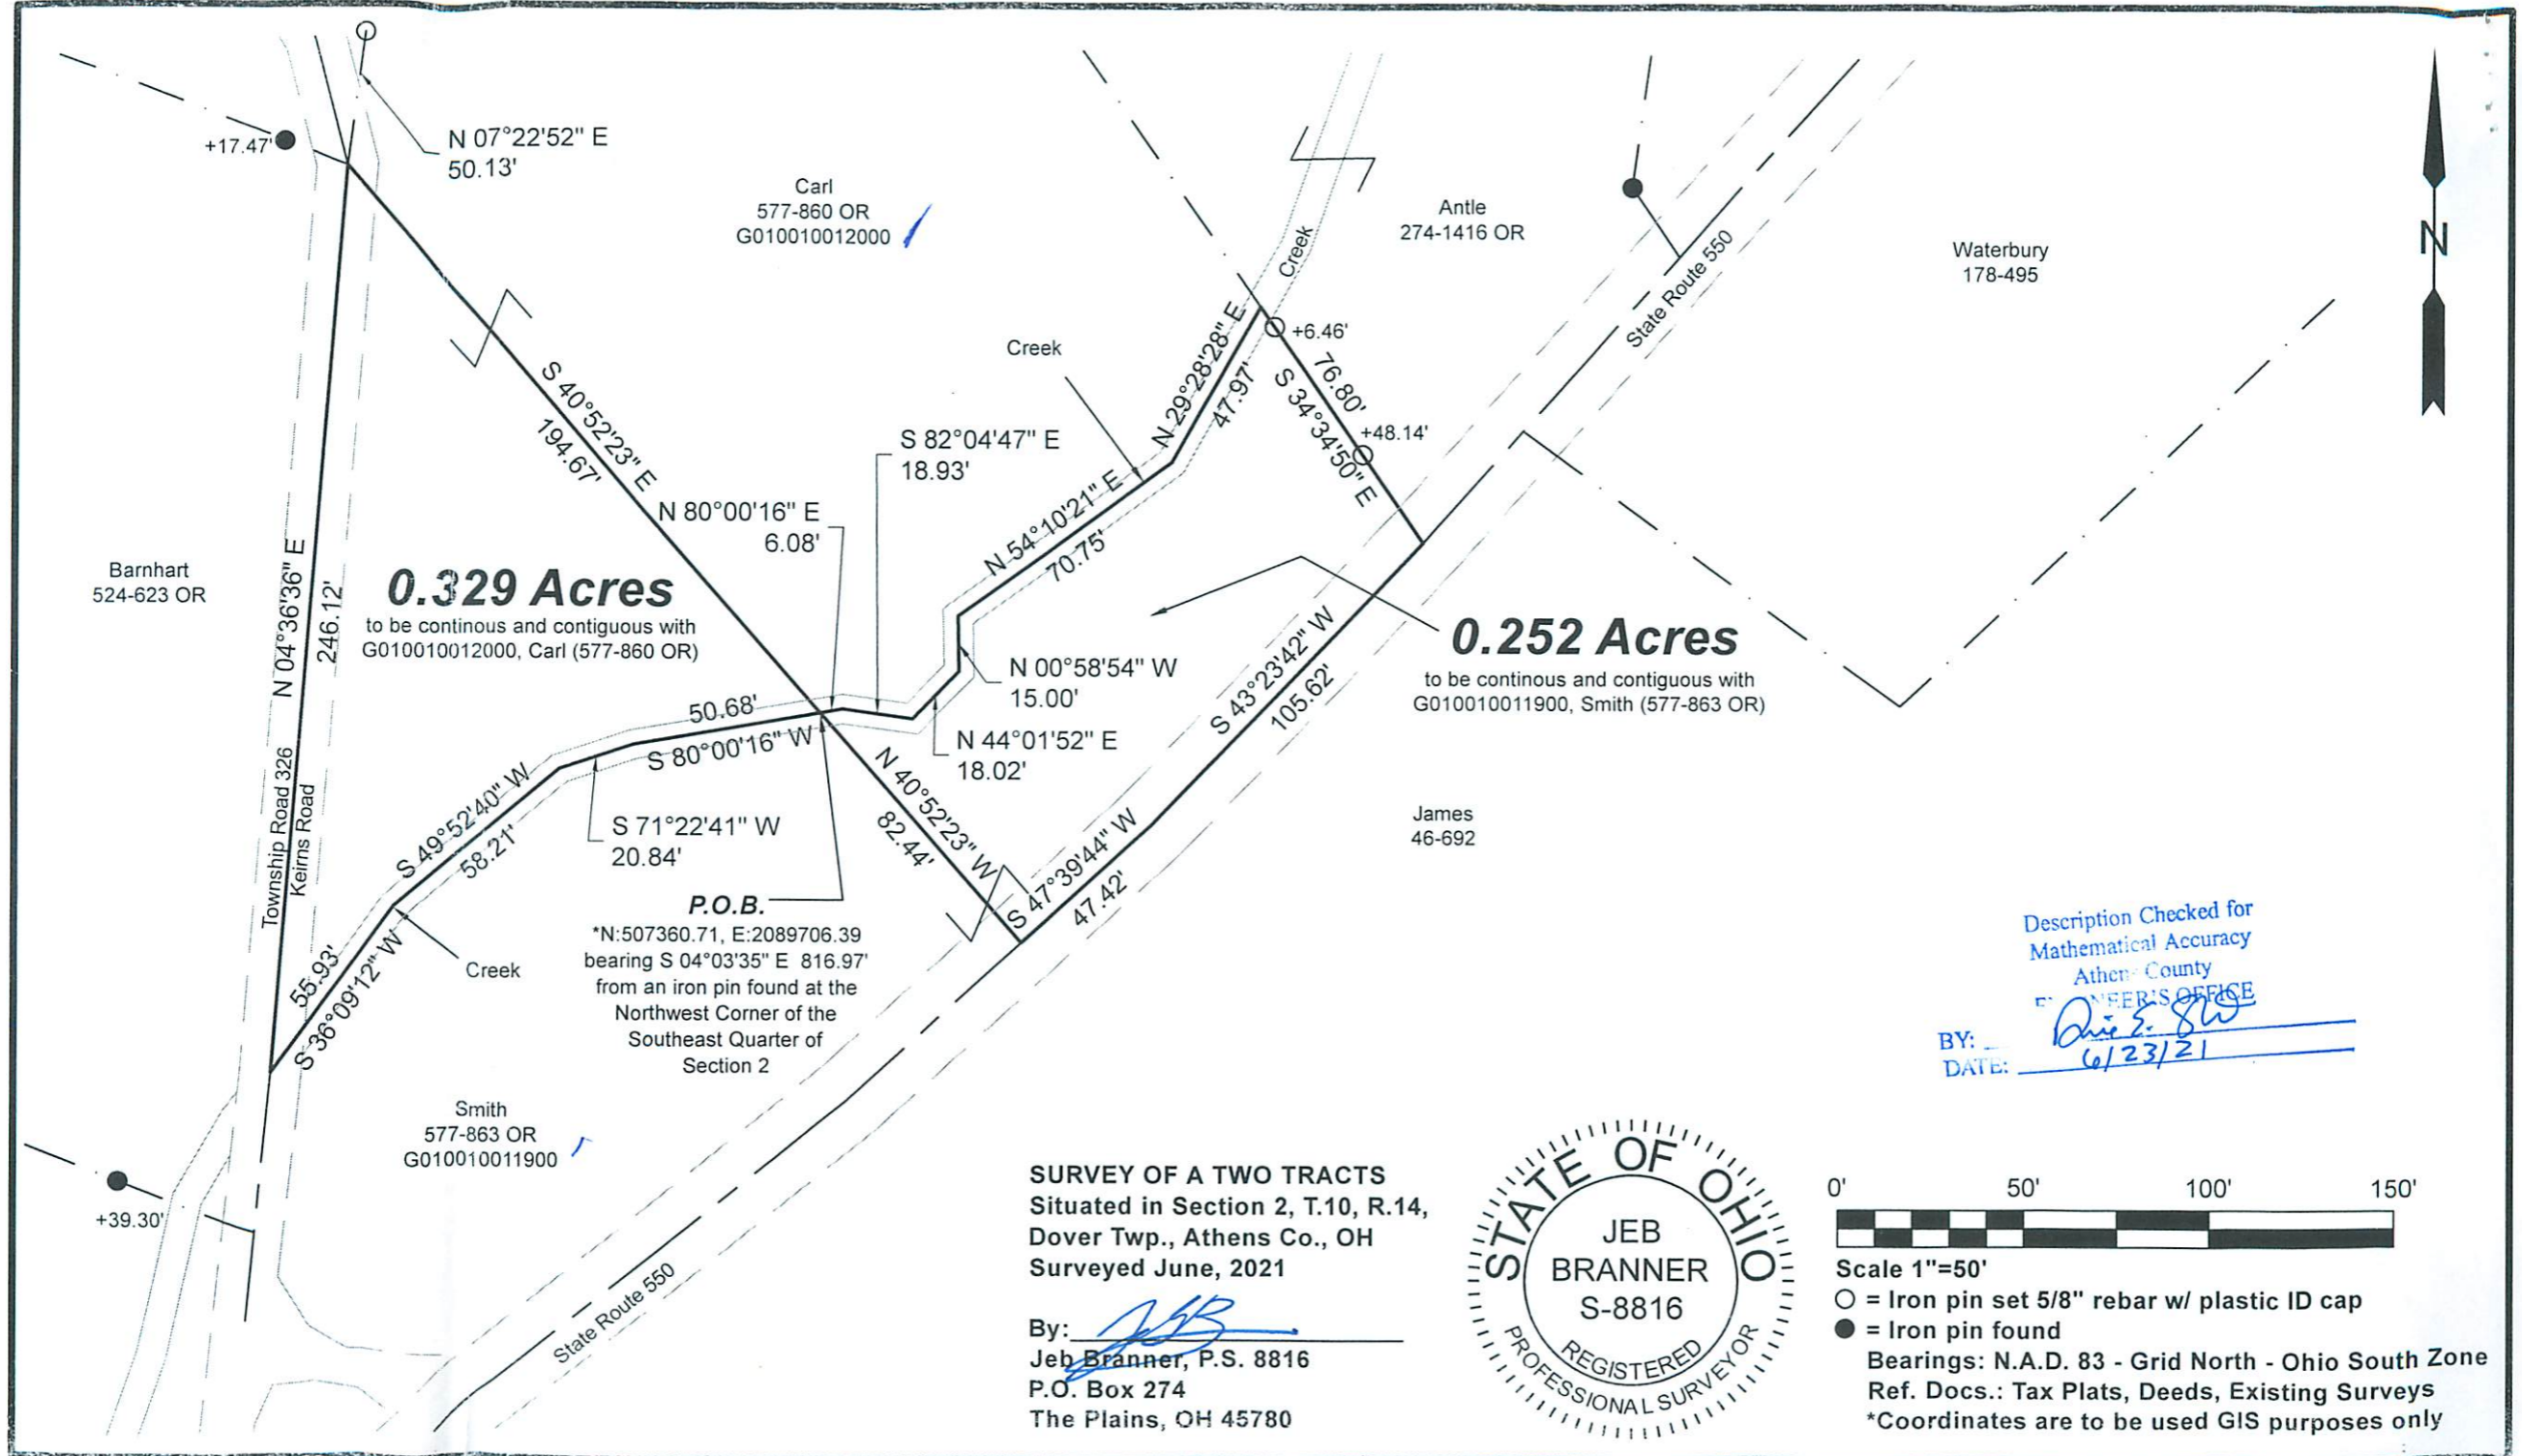 +17.47'
N 07°22'52" E
50.13'
Carl
577-860 OR
G010010012000
Creek
Antle
274-1416 OR
State Route 550
Waterbury
178-495
N
Creek
+6.46'
76.80'
S 34°34'50" E
+48.14'
N 29°28'28" E
47.97'
S 40°52'23" E
194.67'
S 82°04'47" E
18.93'
N 80°00'16" E
6.08'
N 54°10'21" E
70.75'
Barnhart
524-623 OR
N 04°36'36" E
246.12'
Township Road 326
Keirns Road
0.329 Acres
to be continous and contiguous with
G010010012000, Carl (577-860 OR)
0.252 Acres
to be continous and contiguous with
G010010011900, Smith (577-863 OR)
N 00°58'54" W
15.00'
N 44°01'52" E
18.02'
S 43°23'42" W
105.62'
50.68'
S 80°00'16" W
S 49°52'40" W
58.21'
S 71°22'41" W
20.84'
N 40°52'23" W
82.44'
S 47°39'44" W
47.42'
James
46-692
P.O.B.
*N:507360.71, E:2089706.39
bearing S 04°03'35" E 816.97'
from an iron pin found at the
Northwest Corner of the
Southeast Quarter of
Section 2
55.93'
S 36°09'12" W
Creek
Smith
577-863 OR
G010010011900
+39.30'
State Route 550
Description Checked for
Mathematical Accuracy
County
OFFICE
BY:
DATE: 6/23/21
SURVEY OF A TWO TRACTS
Situated in Section 2, T.10, R.14,
Dover Twp., Athens Co., OH
Surveyed June, 2021
By:
Jeb Branner, P.S. 8816
P.O. Box 274
The Plains, OH 45780
STATE OF OHIO
JEB
BRANNER
S-8816
REGISTERED
PROFESSIONAL SURVEYOR
0' 50' 100' 150'
Scale 1"=50'
= Iron pin set 5/8" rebar w/ plastic ID cap
= Iron pin found
Bearings: N.A.D. 83 - Grid North - Ohio South Zone
Ref. Docs.: Tax Plats, Deeds, Existing Surveys
*Coordinates are to be used GIS purposes only